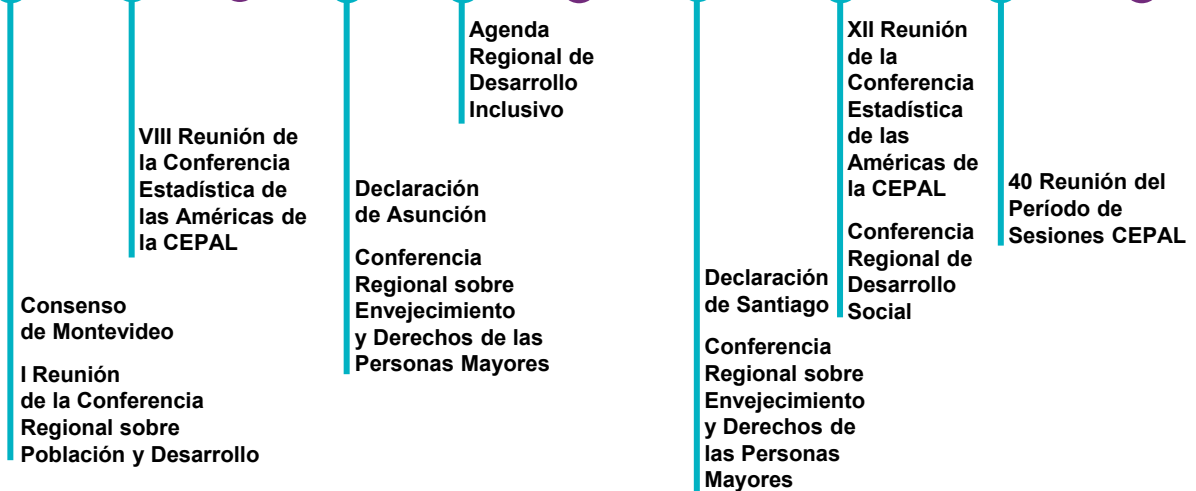 Consenso
de Montevideo
I Reunión
de la Conferencia
Regional sobre
Población y Desarrollo
VIII Reunión de
la Conferencia
Estadística de
las Américas de
la CEPAL
Declaración
de Asunción
Conferencia
Regional sobre
Envejecimiento
y Derechos de las
Personas Mayores
Agenda
Regional de
Desarrollo
Inclusivo
Declaración
de Santiago
Conferencia
Regional sobre
Envejecimiento
y Derechos de
las Personas
Mayores
XII Reunión
de la
Conferencia
Estadística
de las
Américas de
la CEPAL
Conferencia
Regional de
Desarrollo
Social
40 Reunión del
Período de
Sesiones CEPAL